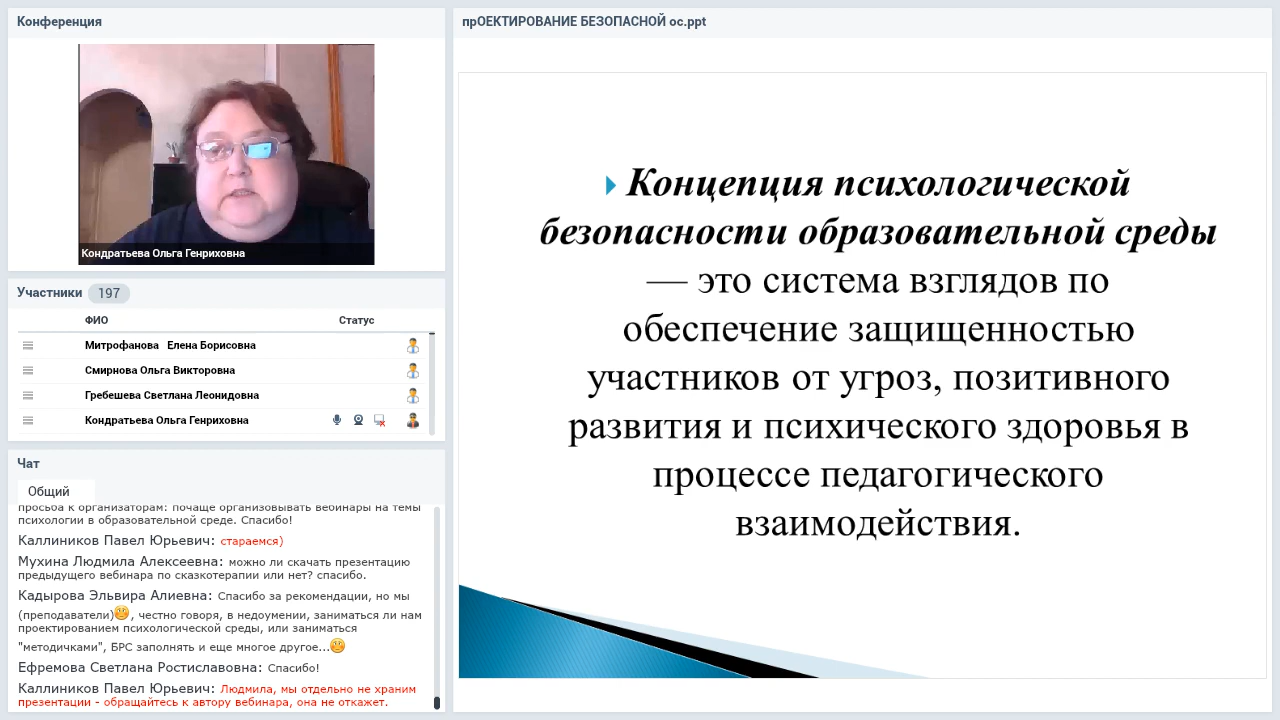 Конференция
Кондратьева Ольга Генриховна
Участники 197
ФИО Статус
Митрофанова Елена Борисовна
Смирнова Ольга Викторовна
Гребешева Светлана Леонидовна
Кондратьева Ольга Генриховна
Чат
Общий
просьба к организаторам: почаще организовывать вебинары на темы
психологии в образовательной среде. Спасибо!
Каллиников Павел Юрьевич: стараемся)
Мухина Людмила Алексеевна: можно ли скачать презентацию
предыдущего вебинара по сказкотерапии или нет? спасибо.
Кадырова Эльвира Алиевна: Спасибо за рекомендации, но мы
(преподаватели), честно говоря, в недоумении, заниматься ли нам
проектированием психологической среды, или заниматься
"методичками", БРС заполнять и еще многое другое...
Ефремова Светлана Ростиславовна: Спасибо!
Каллиников Павел Юрьевич: Людмила, мы отдельно не храним
презентации - обращайтесь к автору вебинара, она не откажет.
прОЕКТИРОВАНИЕ БЕЗОПАСНОЙ ос.ppt
Концепция психологической
безопасности образовательной среды
— это система взглядов по
обеспечение защищенностью
участников от угроз, позитивного
развития и психического здоровья в
процессе педагогического
взаимодействия.